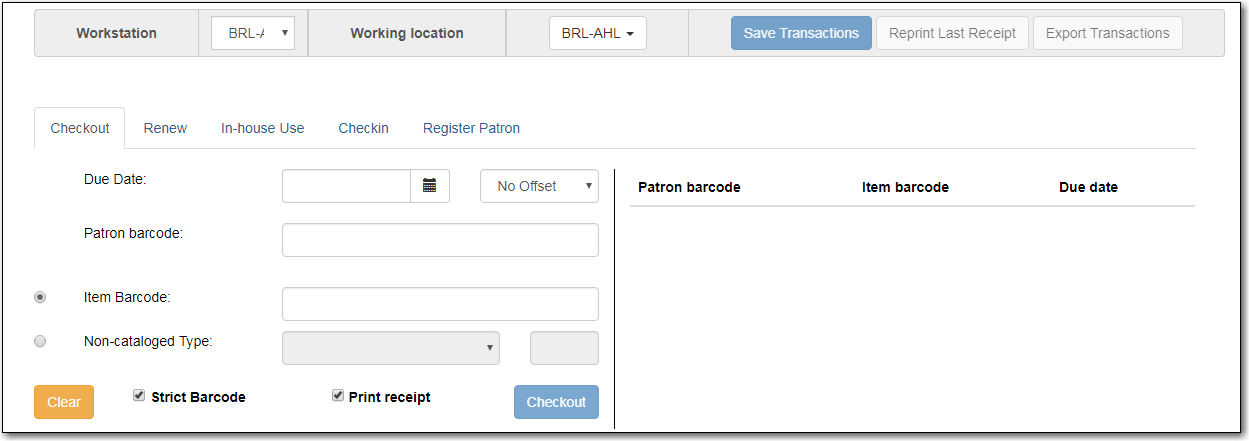 Workstation BRL-A Working location BRL-AHL Save Transactions Reprint Last Receipt Export Transactions
Checkout Renew In-house Use Checkin Register Patron
Due Date: No Offset Patron barcode Item barcode Due date
Patron barcode:
Item Barcode:
Non-cataloged Type:
Clear Strict Barcode Print receipt Checkout